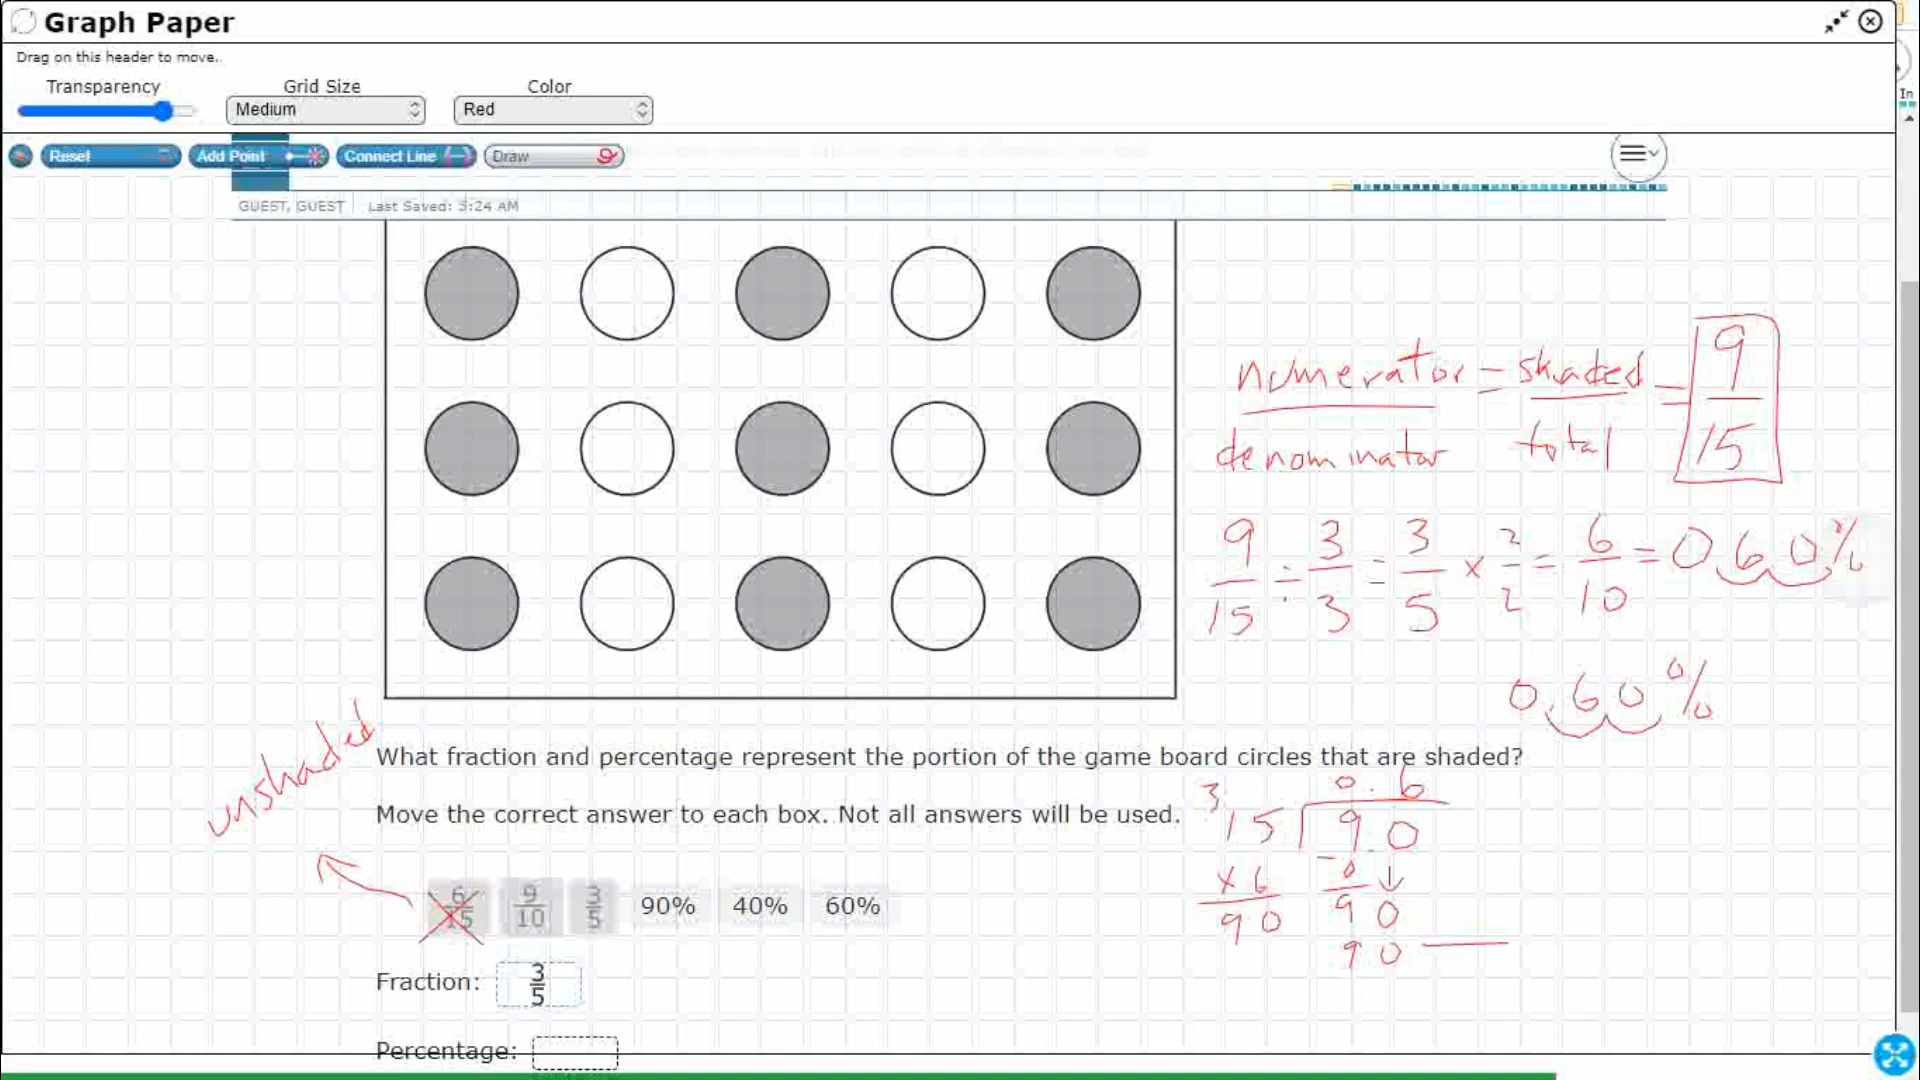 Graph Paper
Drag on this header to move..
Transparency Grid Size Color
Medium Red
In
Reset Add Point Connect Line Draw
GUEST, GUEST Last Saved: 5:24 AM
numerator = shaded = 9
denominator total 15
9 ÷ 3 = 3 × 2 = 6 = 0 6 0 %
15 3 5 2 10
0.60%
unshaded
What fraction and percentage represent the portion of the game board circles that are shaded?
Move the correct answer to each box. Not all answers will be used.
6/15 9/10 3/5 90% 40% 60%
3 0.6
15 9.0
×6 -0
90 90
90
Fraction: 3/5
Percentage: